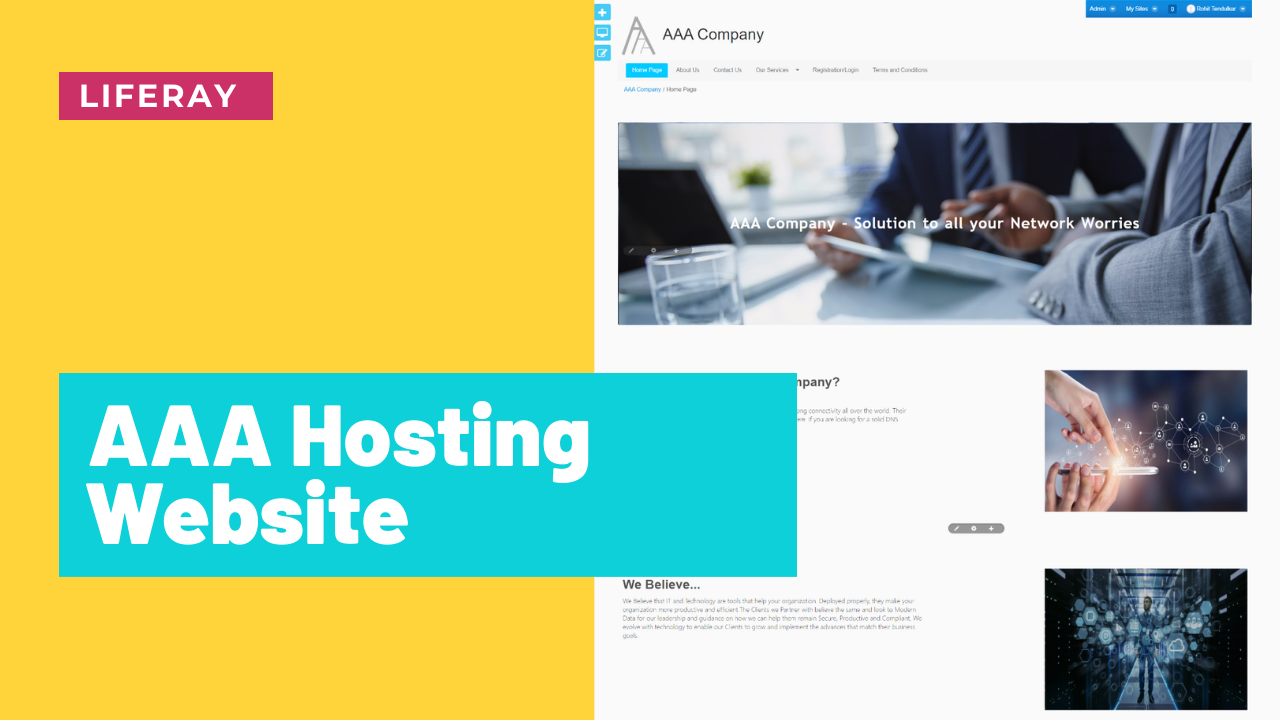 LIFERAY
AAA Hosting
Website
Admin My Sites 0 Rohit Tendulkar
AAA Company
Home Page About Us Contact Us Our Services Registration/Login Terms and Conditions
AAA Company / Home Page
AAA Company - Solution to all your Network Worries
mpany?
ong connectivity all over the world. Their
ere. If you are looking for a solid DNS
We Believe...
We Believe that IT and Technology are tools that help your organization. Deployed properly, they make your
organization more productive and efficient The Clients we Partner with believe the same and look to Modern
Data for our leadership and guidance on how we can help them remain Secure, Productive and Compliant. We
evolve with technology to enable our Clients to grow and implement the advances that match their business
goals.